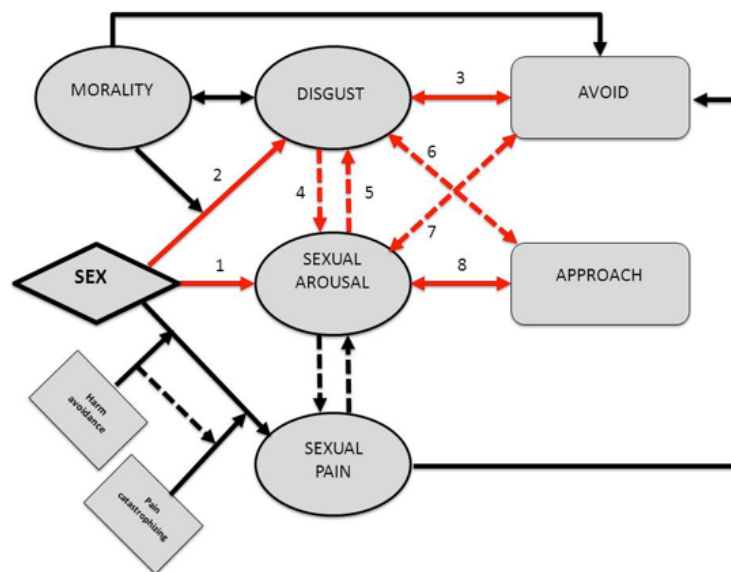 MORALITY
DISGUST
AVOID
3
2
4
5
6
7
SEX
1
SEXUAL
AROUSAL
8
APPROACH
Harm
avoidance
Pain
catastrophizing
SEXUAL
PAIN